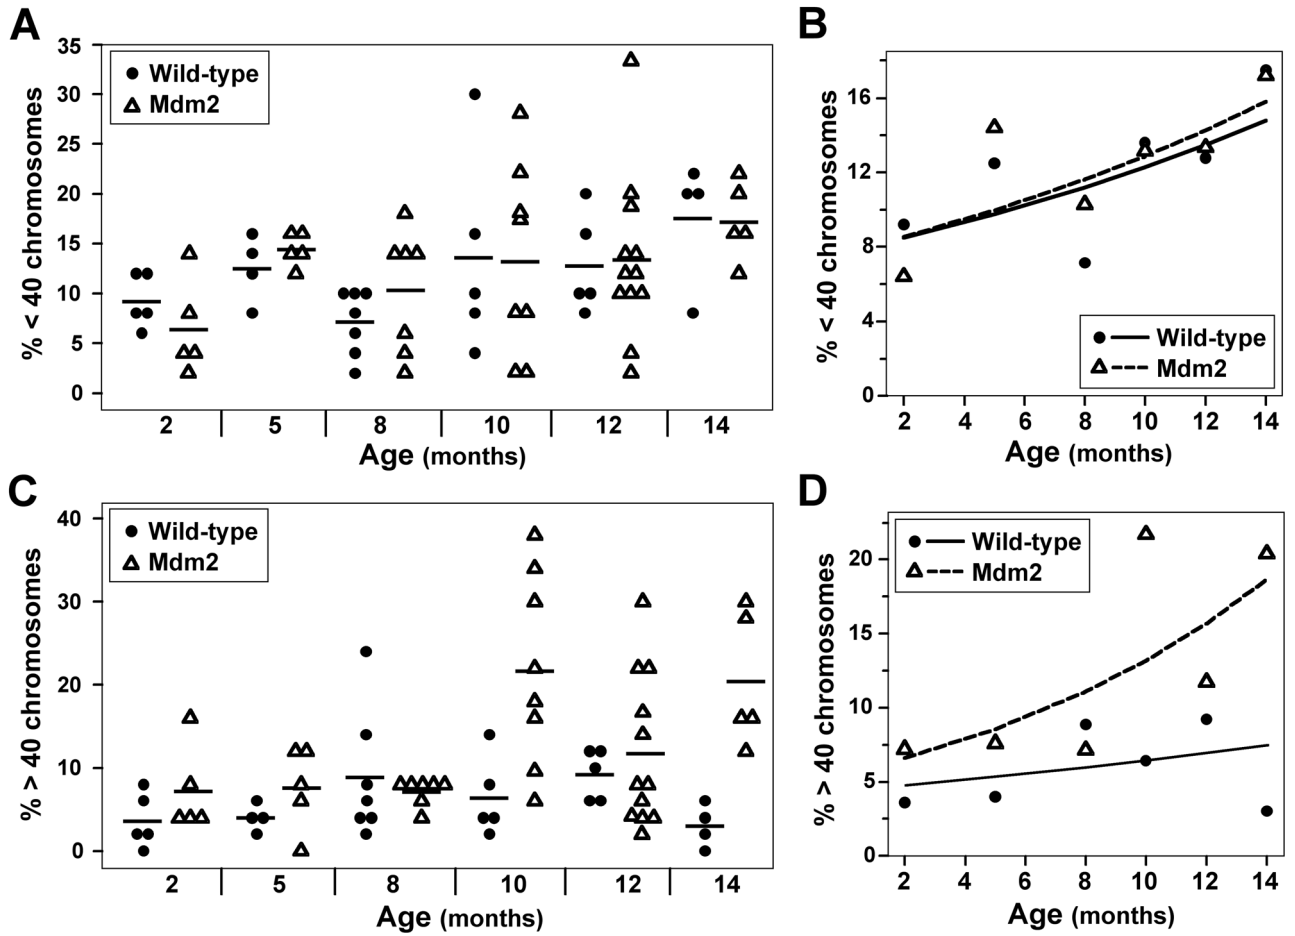 A
35
30
25
20
15
10
5
0
% < 40 chromosomes
Wild-type
Mdm2
2 5 8 10 12 14
Age (months)
B
16
12
8
4
0
% < 40 chromosomes
Wild-type
Mdm2
2 4 6 8 10 12 14
Age (months)
C
40
30
20
10
0
% > 40 chromosomes
Wild-type
Mdm2
2 5 8 10 12 14
Age (months)
D
20
15
10
5
0
% > 40 chromosomes
Wild-type
Mdm2
2 4 6 8 10 12 14
Age (months)